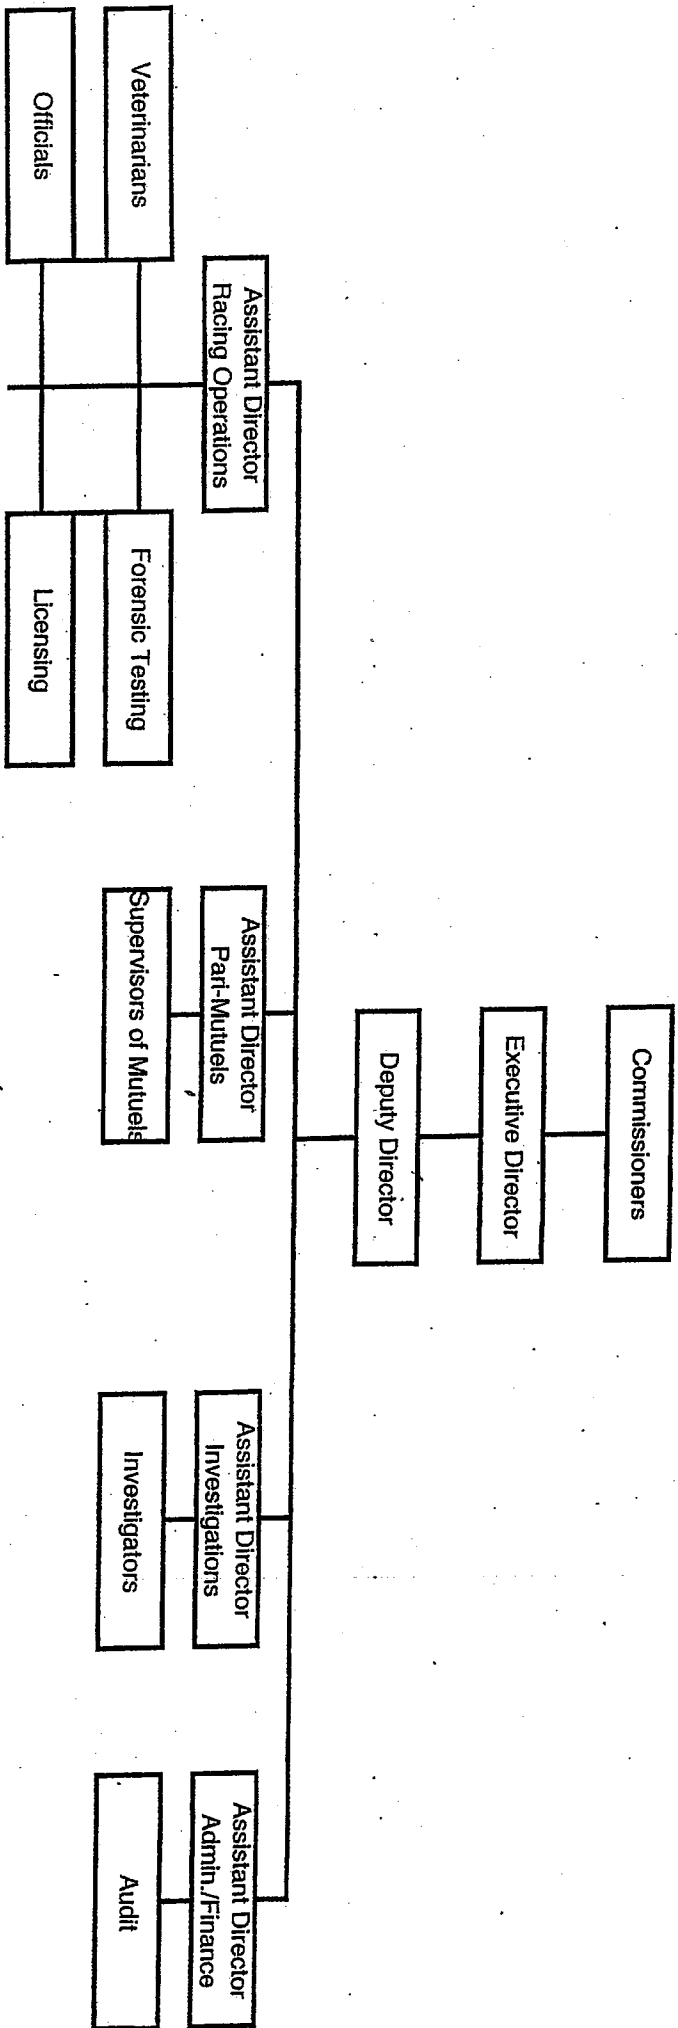 Commissioners
Executive Director
Deputy Director
Assistant Director
Racing Operations
Assistant Director
Pari-Mutuels
Assistant Director
Investigations
Assistant Director
Admin./Finance
Veterinarians
Forensic Testing
Supervisors of Mutuels
Investigators
Audit
Officials
Licensing